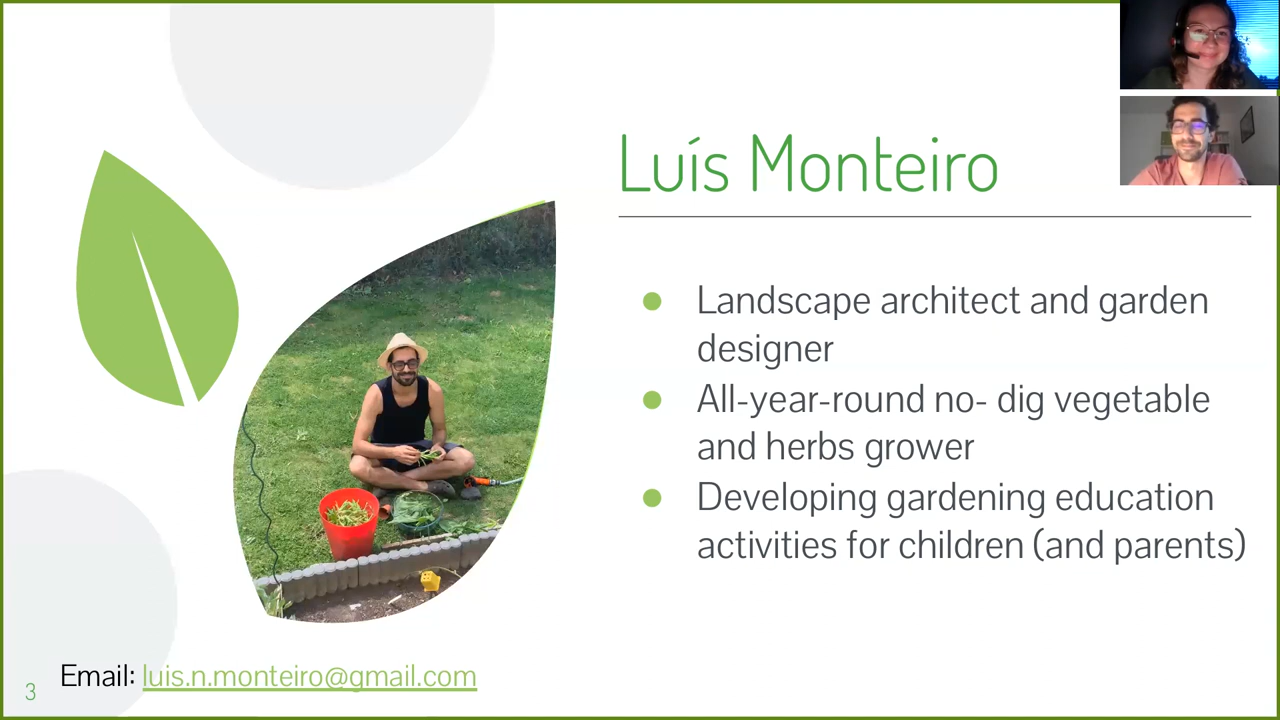 Luís Monteiro
● Landscape architect and garden
designer
● All-year-round no- dig vegetable
and herbs grower
● Developing gardening education
activities for children (and parents)
Email: luis.n.monteiro@gmail.com
3